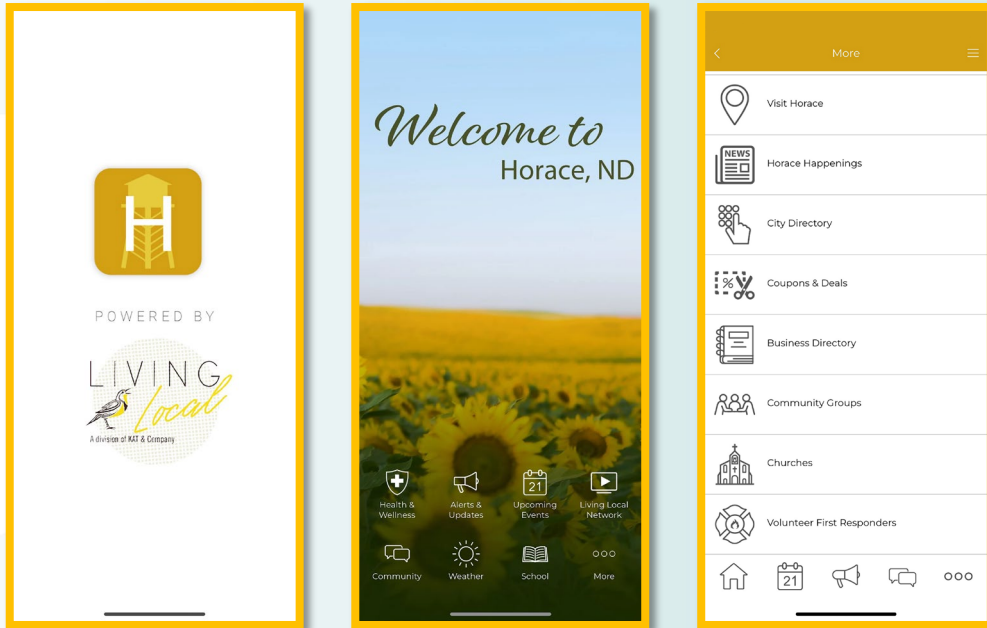 H
POWERED BY
LIVING
Local
A division of KAT & Company
Welcome to
Horace, ND
Health &
Wellness
Alerts &
Updates
21
Upcoming
Events
Living Local
Network
Community
Weather
School
More
More
Visit Horace
NEWS
Horace Happenings
City Directory
%
Coupons & Deals
Business Directory
Community Groups
Churches
Volunteer First Responders
21